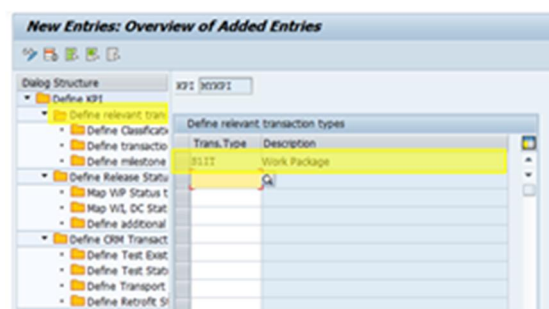 New Entries: Overview of Added Entries
Dialog Structure
KPI MYKPI
Define KPI
Define relevant tran
Define relevant transaction types
Define Classificatio
Trans.Type Description
Define transactio
S1IT Work Package
Define milestone
Define Release Statu
Map WP Status t
Map WI, DC Stat
Define additional
Define CRM Transact
Define Test Exist
Define Test Stat
Define Transport
Define Retrofit St